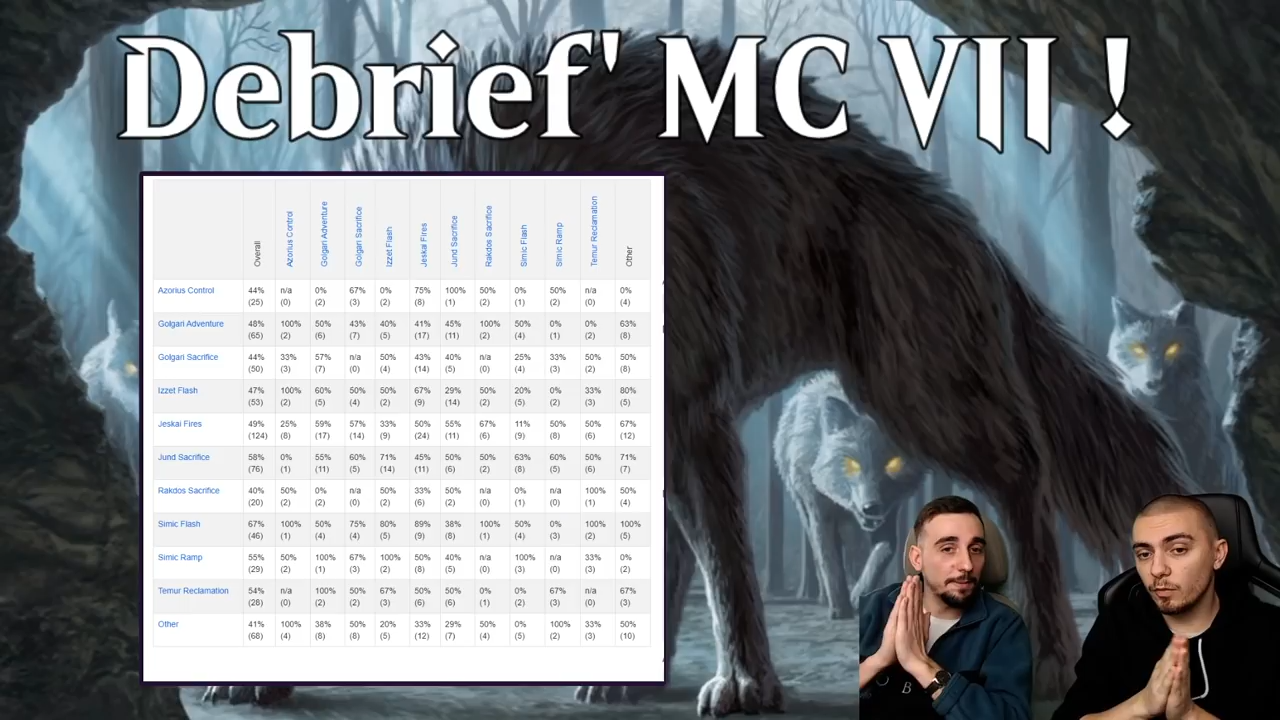 Debrief' MC VII !
Overall Azorius Control Golgari Adventure Golgari Sacrifice Izzet Flash Jeskai Fires Jund Sacrifice Rakdos Sacrifice Simic Flash Simic Ramp Temur Reclamation Other
Azorius Control 44% n/a 0% 67% 0% 75% 100% 50% 0% 50% n/a 0%
(25) (0) (2) (3) (2) (8) (1) (2) (1) (2) (0) (4)
Golgari Adventure 48% 100% 50% 43% 40% 41% 45% 100% 50% 0% 0% 63%
(65) (2) (6) (7) (5) (17) (11) (2) (4) (1) (2) (8)
Golgari Sacrifice 44% 33% 57% n/a 50% 43% 40% n/a 25% 33% 50% 50%
(50) (3) (7) (0) (4) (14) (5) (0) (4) (3) (2) (8)
Izzet Flash 47% 100% 60% 50% 50% 67% 29% 50% 20% 0% 33% 80%
(53) (2) (5) (4) (2) (9) (14) (2) (5) (2) (3) (5)
Jeskai Fires 49% 25% 59% 57% 33% 50% 55% 67% 11% 50% 50% 67%
(124) (8) (17) (14) (9) (24) (11) (6) (9) (8) (6) (12)
Jund Sacrifice 58% 0% 55% 60% 71% 45% 50% 50% 63% 60% 50% 71%
(76) (1) (11) (5) (14) (11) (6) (2) (8) (5) (6) (7)
Rakdos Sacrifice 40% 50% 0% n/a 50% 33% 50% n/a 0% n/a 100% 50%
(20) (2) (2) (0) (2) (6) (2) (0) (1) (0) (1) (4)
Simic Flash 67% 100% 50% 75% 80% 89% 38% 100% 50% 0% 100% 100%
(46) (1) (4) (4) (5) (9) (8) (1) (4) (3) (2) (5)
Simic Ramp 55% 50% 100% 67% 100% 50% 40% n/a 100% n/a 33% 0%
(29) (2) (1) (3) (2) (8) (5) (0) (3) (0) (3) (2)
Temur Reclamation 54% n/a 100% 50% 67% 50% 50% 0% 0% 67% n/a 67%
(28) (0) (2) (2) (3) (6) (6) (1) (2) (3) (0) (3)
Other 41% 100% 38% 50% 20% 33% 29% 50% 0% 100% 33% 50%
(68) (4) (8) (8) (5) (12) (7) (4) (5) (2) (3) (10)